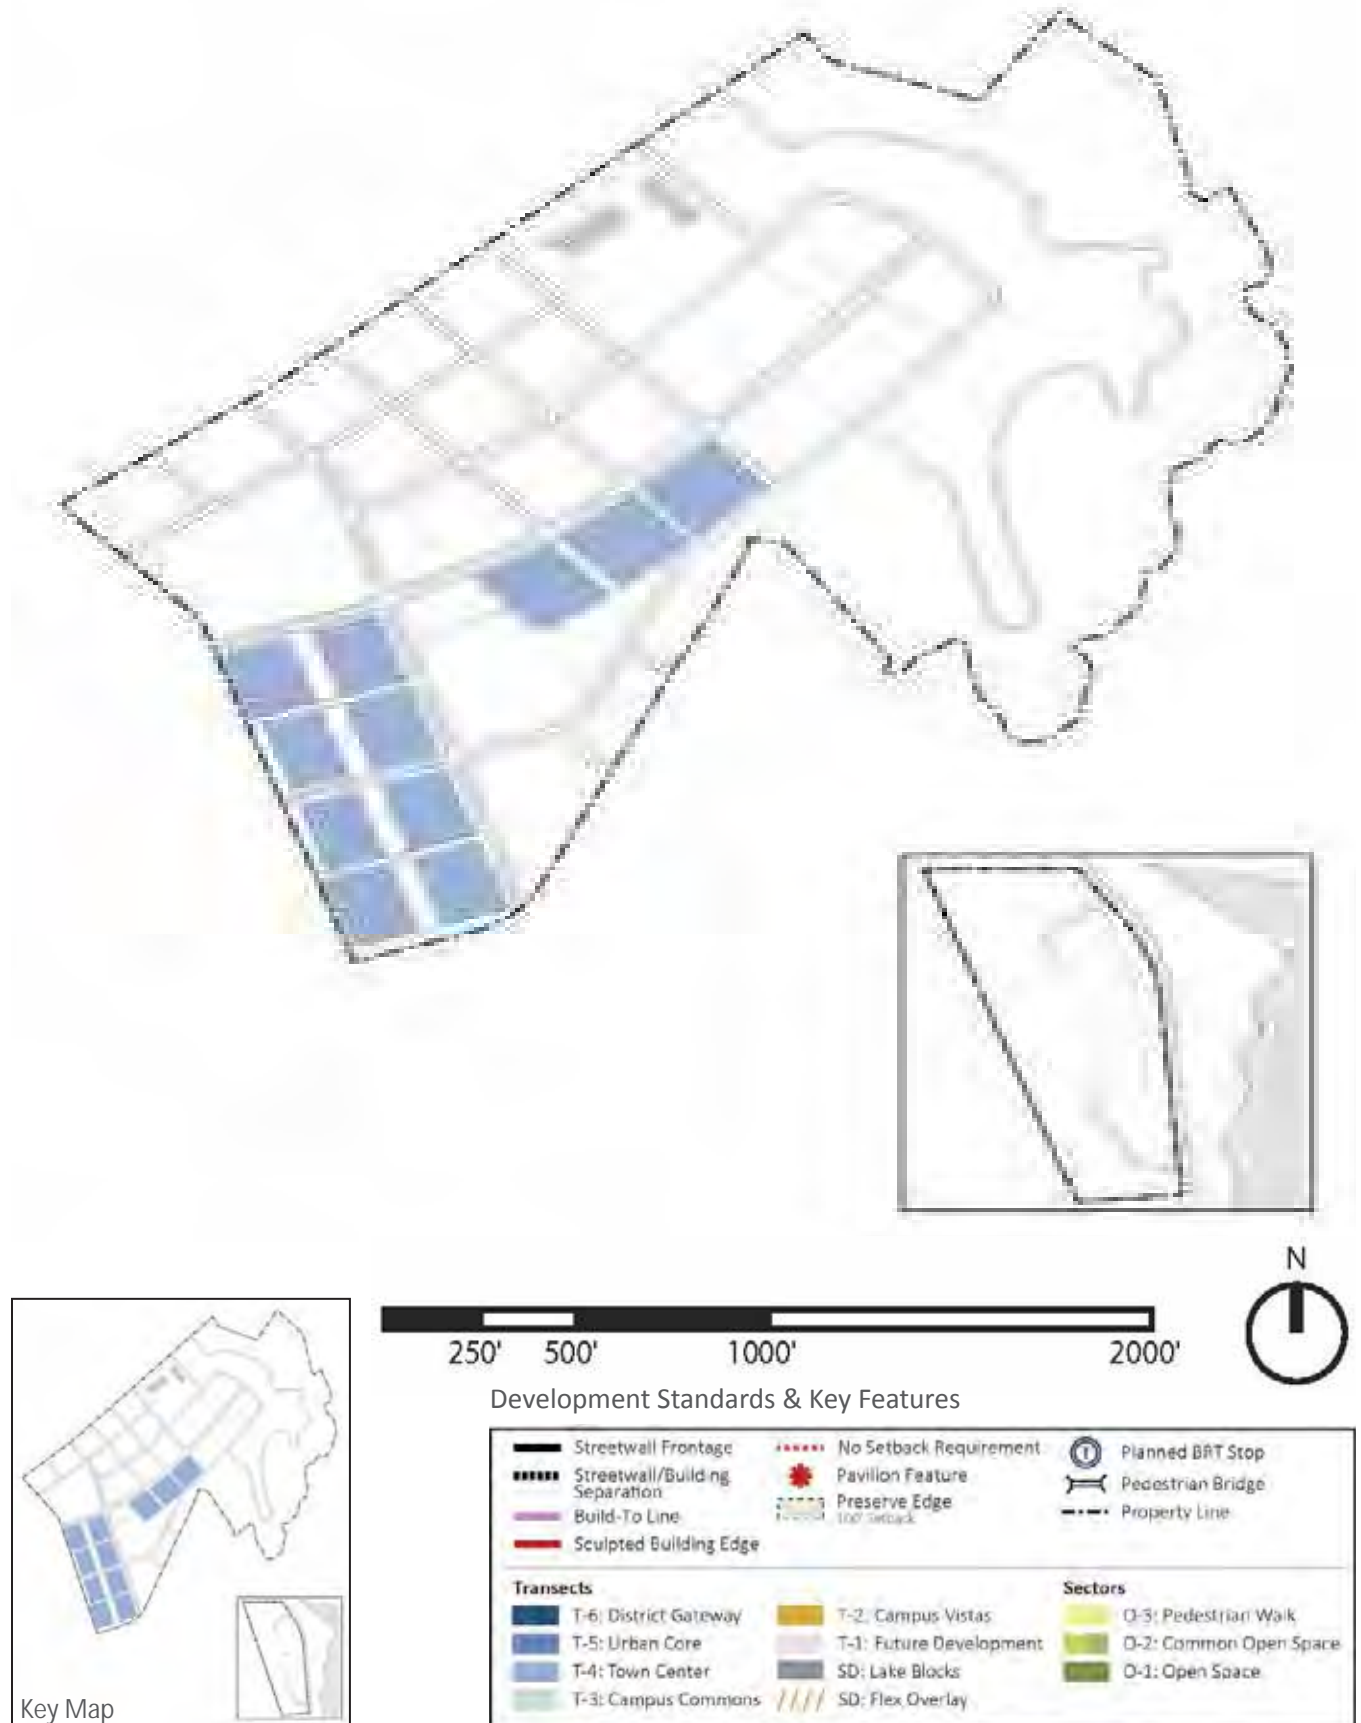 N
250' 500' 1000' 2000'
Development Standards & Key Features
Streetwall Frontage
Streetwall/Building
Separation
Build-To Line
Sculpted Building Edge
No Setback Requirement
Pavilion Feature
Preserve Edge
100' Setback
T
Planned BRT Stop
Pedestrian Bridge
Property Line
Transects
T-6: District Gateway
T-5: Urban Core
T-4: Town Center
T-3: Campus Commons
T-2: Campus Vistas
T-1: Future Development
SD: Lake Blocks
SD: Flex Overlay
Sectors
O-3: Pedestrian Walk
O-2: Common Open Space
O-1: Open Space
Key Map